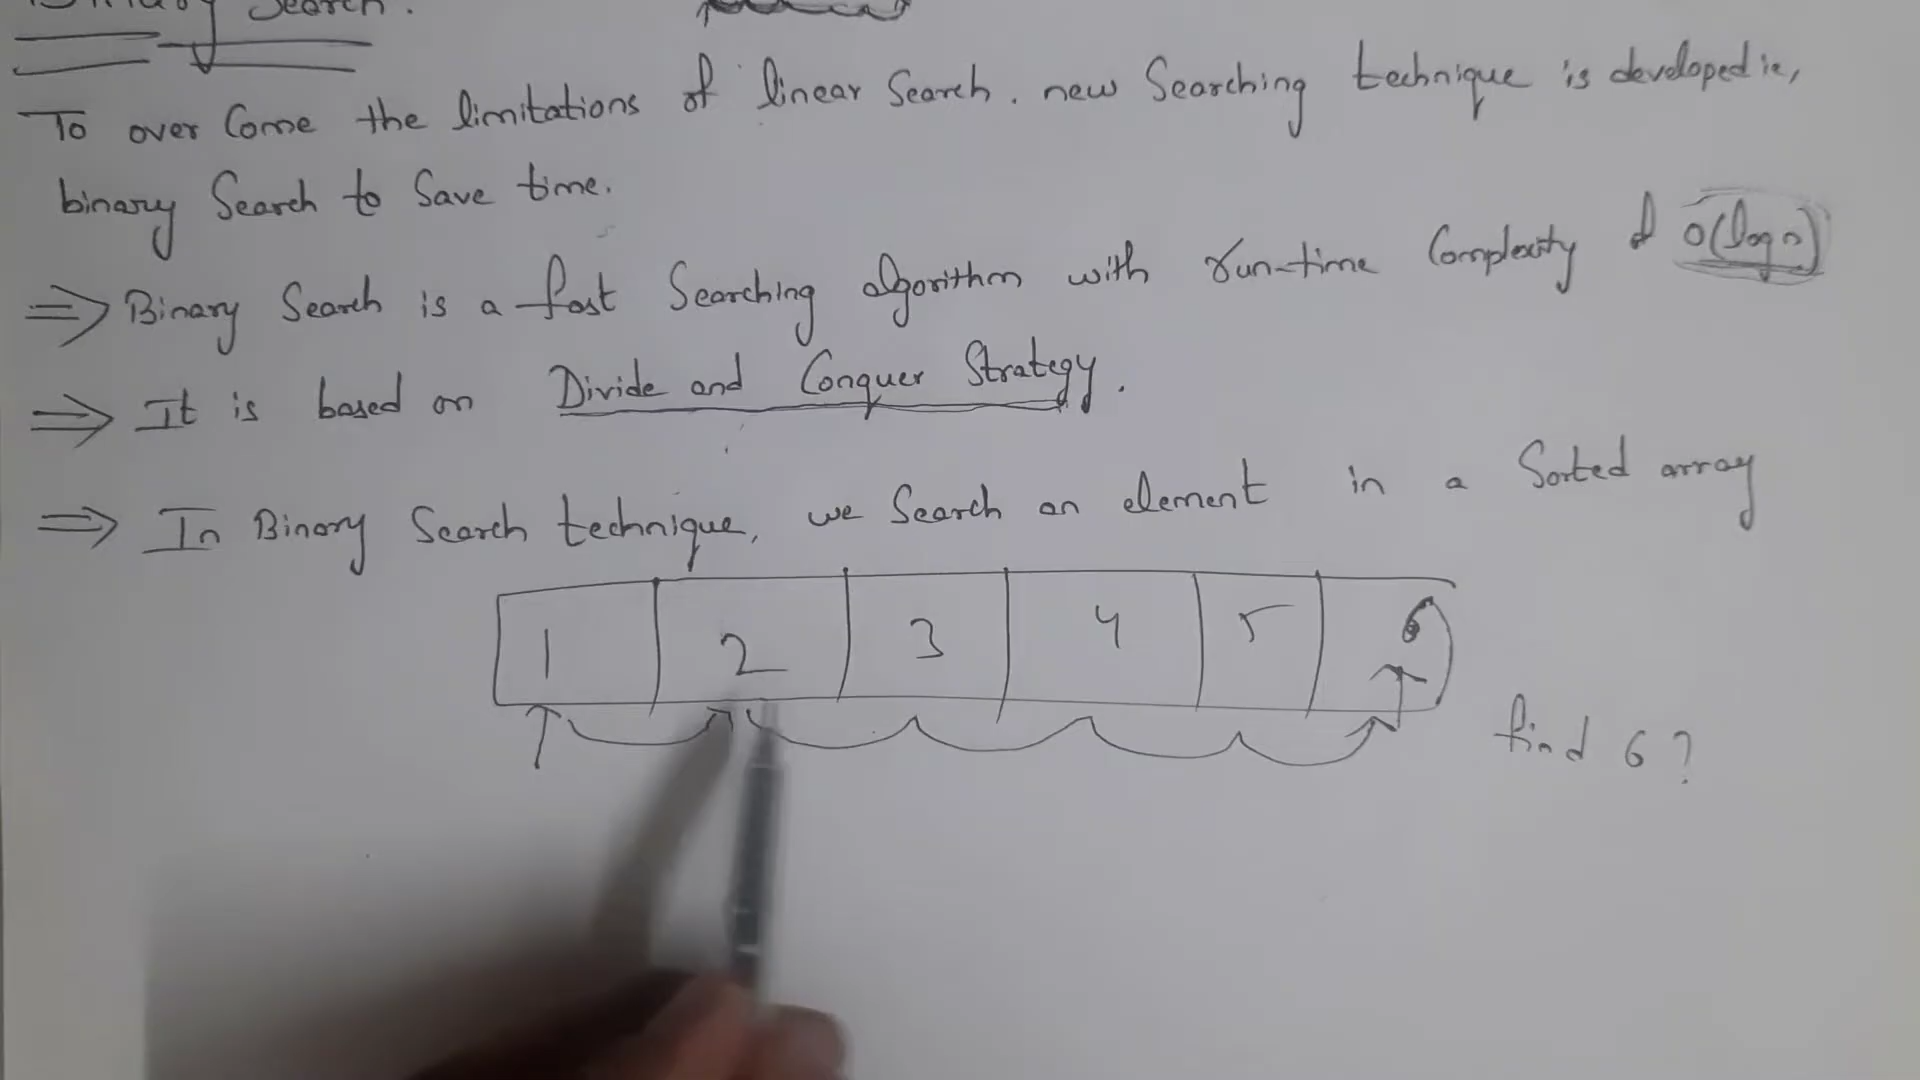 Binary Search.
To over Come the limitations of linear Search. new Searching technique is developed ie,
binary Search to Save time.
⇒ Binary Search is a fast Searching algorithm with run-time Complexity of O(log n)
⇒ It is based on Divide and Conquer Strategy.
⇒ In Binary Search technique, we Search an element in a Sorted array
1 2 3 4 5 6
find 6?